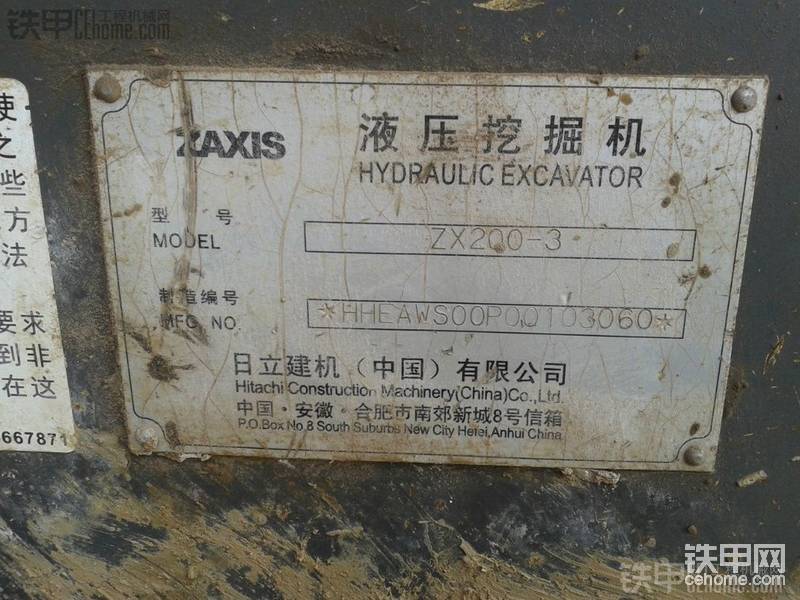 铁甲 工程机械网
CEhome.com
使一
之
些
方
法
要求
到非
在这
667871
ZAXIS
液压挖掘机
HYDRAULIC EXCAVATOR
型号
MODEL
ZX200-3
制造编号
MFG NO.
*HHEAWS00P00103060*
日立建机（中国）有限公司
Hitachi Construction Machinery(China)Co.,Ltd.
中国·安徽·合肥市南郊新城8号信箱
P.O.Box No.8 South Suburbs New City Hefei,Anhui China
铁甲网
cehome.com